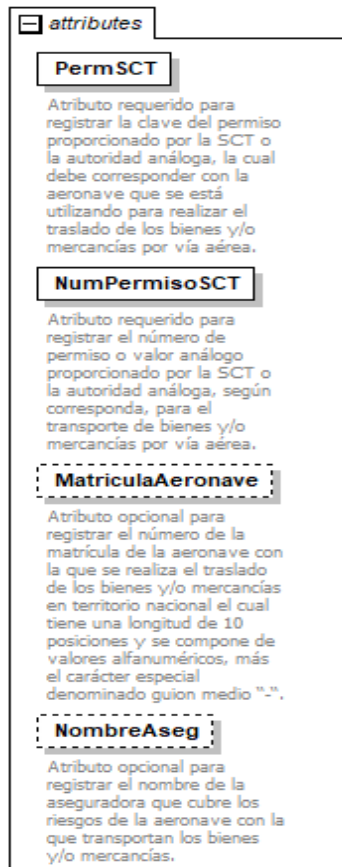 attributes
PermSCT
Atributo requerido para
registrar la clave del permiso
proporcionado por la SCT o
la autoridad análoga, la cual
debe corresponder con la
aeronave que se está
utilizando para realizar el
traslado de los bienes y/o
mercancías por vía aérea.
NumPermisoSCT
Atributo requerido para
registrar el número de
permiso o valor análogo
proporcionado por la SCT o
la autoridad análoga, según
corresponda, para el
transporte de bienes y/o
mercancías por vía aérea.
MatriculaAeronave
Atributo opcional para
registrar el número de la
matrícula de la aeronave con
la que se realiza el traslado
de los bienes y/o mercancías
en territorio nacional el cual
tiene una longitud de 10
posiciones y se compone de
valores alfanuméricos, más
el carácter especial
denominado guion medio “-“.
NombreAseg
Atributo opcional para
registrar el nombre de la
aseguradora que cubre los
riesgos de la aeronave con la
que transportan los bienes
y/o mercancías.